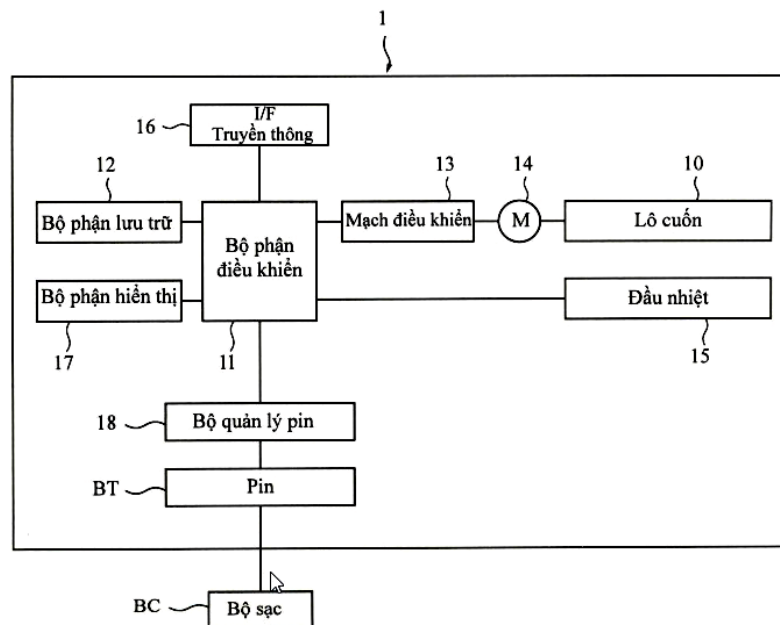 1
16
I/F
Truyền thông
12
13
14
10
Bộ phận lưu trữ
Bộ phận
điều khiển
Mạch điều khiển
M
Lô cuốn
Bộ phận hiển thị
Đầu nhiệt
17
11
15
18
Bộ quản lý pin
BT
Pin
BC
Bộ sạc